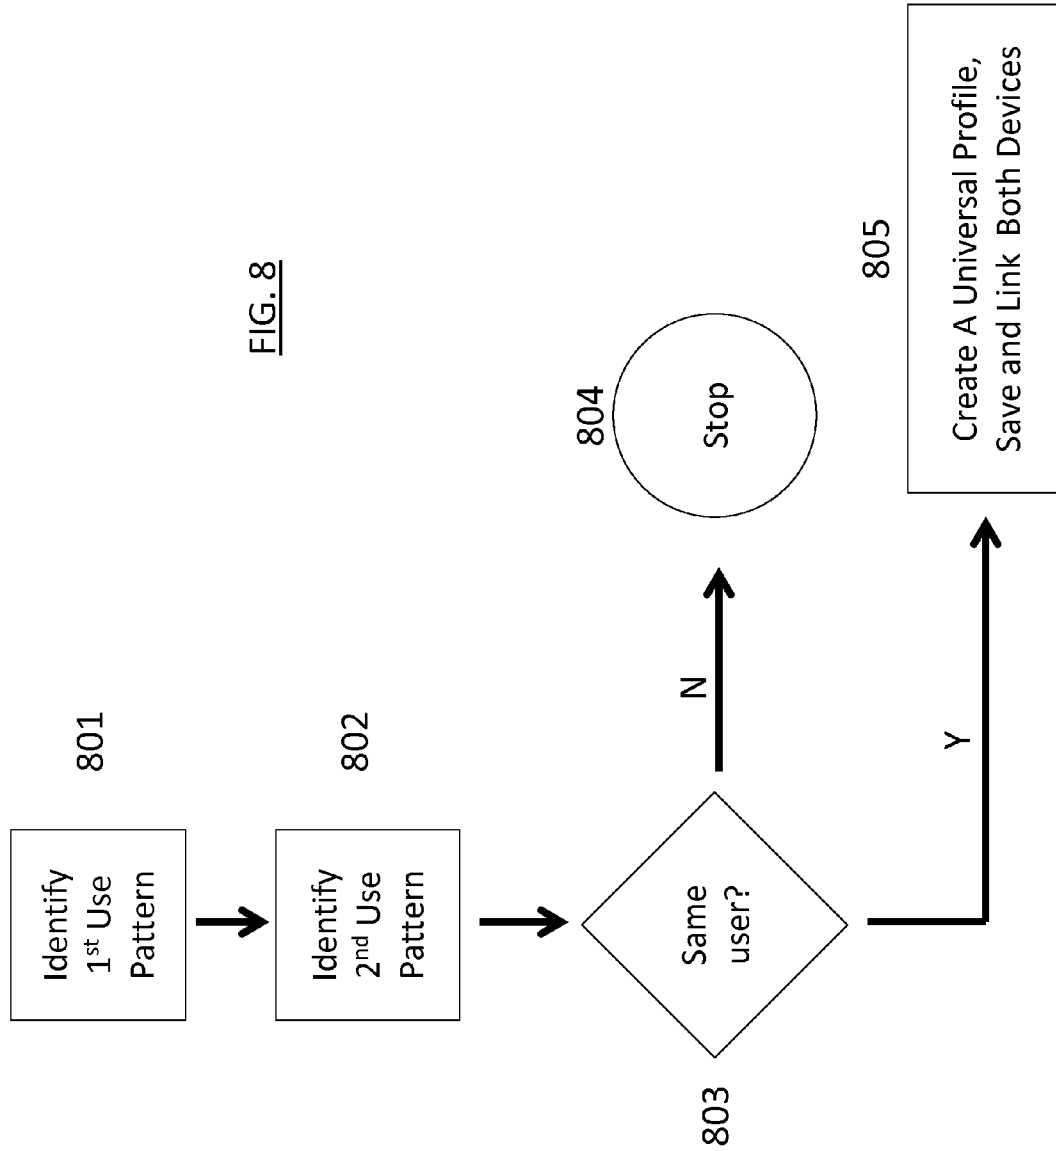 FIG. 8
801
Identify
1st Use
Pattern
802
Identify
2nd Use
Pattern
803
Same
user?
N
804
Stop
Y
805
Create A Universal Profile,
Save and Link Both Devices